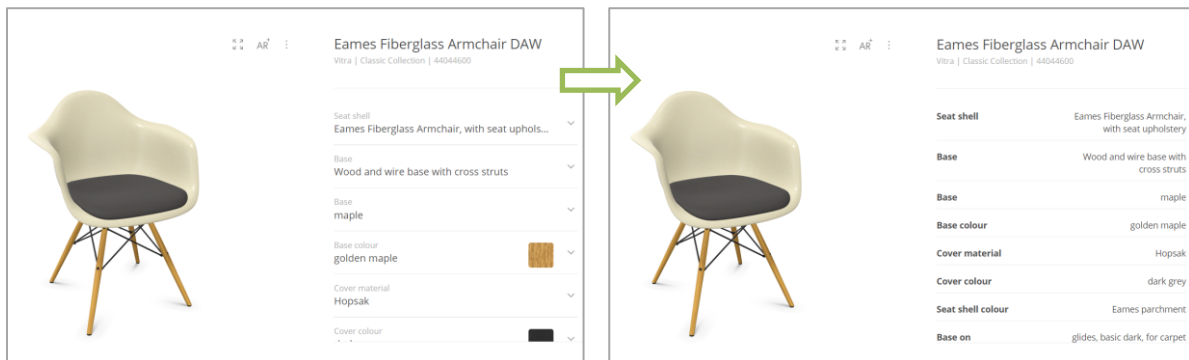 AR
Eames Fiberglass Armchair DAW
Vitra | Classic Collection | 44044600
Seat shell
Eames Fiberglass Armchair, with seat uphols...
Base
Wood and wire base with cross struts
Base
maple
Base colour
golden maple
Cover material
Hopsak
Cover colour
AR
Eames Fiberglass Armchair DAW
Vitra | Classic Collection | 44044600
Seat shell Eames Fiberglass Armchair,
with seat upholstery
Base Wood and wire base with
cross struts
Base maple
Base colour golden maple
Cover material Hopsak
Cover colour dark grey
Seat shell colour Eames parchment
Base on glides, basic dark, for carpet